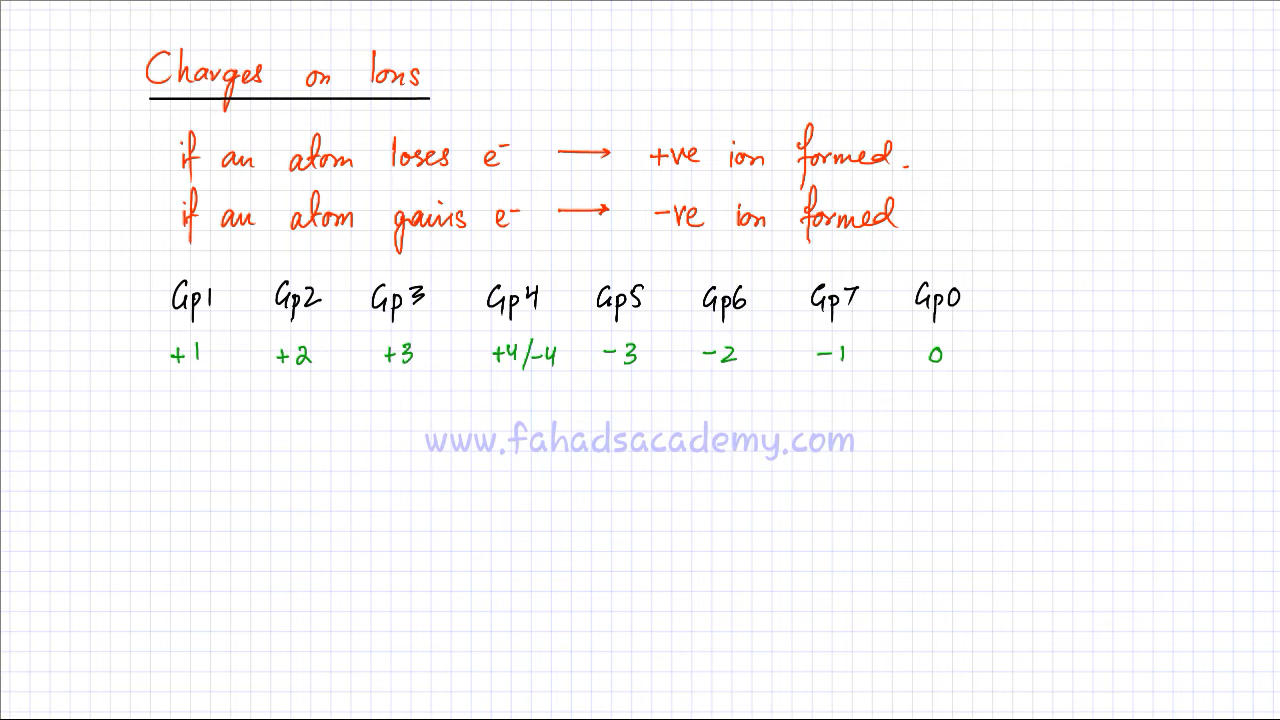 Charges on Ions
if an atom loses e⁻ ⟶ +ve ion formed.
if an atom gains e⁻ ⟶ -ve ion formed
Gp1 Gp2 Gp3 Gp4 Gp5 Gp6 Gp7 Gp0
+1 +2 +3 +4/-4 -3 -2 -1 0
www.fahadsacademy.com